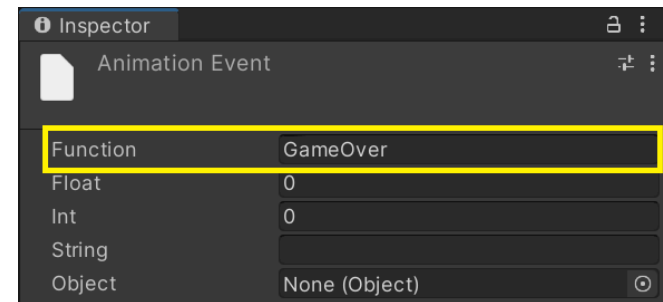 Inspector
Animation Event
Function GameOver
Float 0
Int 0
String
Object None (Object)